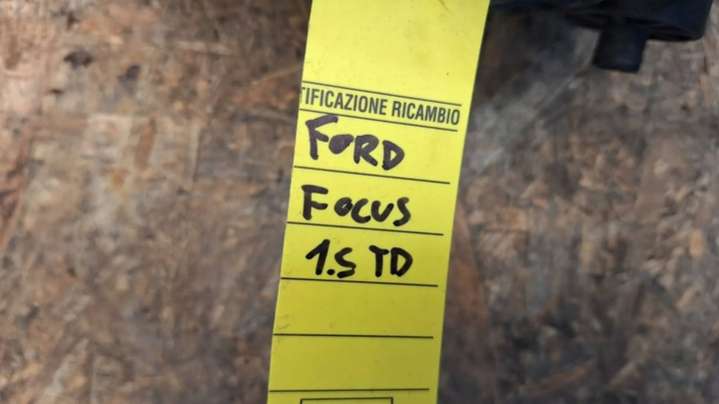 TIFICAZIONE RICAMBIO
FORD
FOCUS
1.5 TD